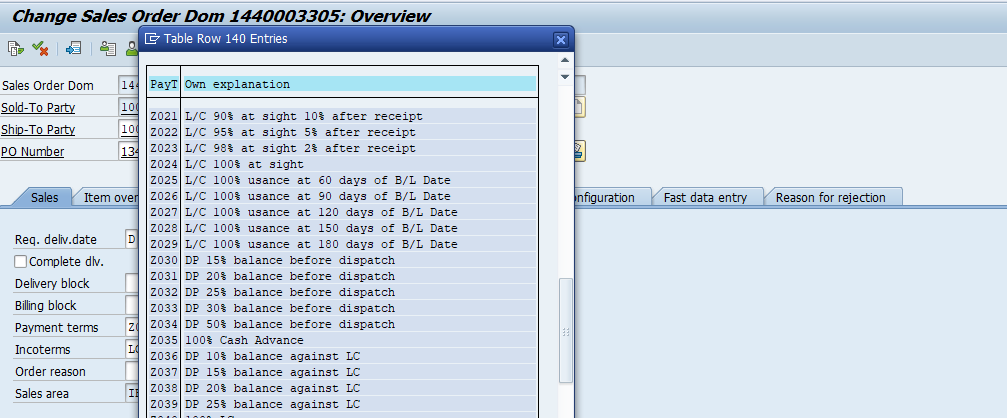 Change Sales Order Dom 1440003305: Overview
Table Row 140 Entries
Sales Order Dom 144
Sold-To Party 100
Ship-To Party 100
PO Number 134
PayT Own explanation
Z021 L/C 90% at sight 10% after receipt
Z022 L/C 95% at sight 5% after receipt
Z023 L/C 98% at sight 2% after receipt
Z024 L/C 100% at sight
Z025 L/C 100% usance at 60 days of B/L Date
Z026 L/C 100% usance at 90 days of B/L Date
Z027 L/C 100% usance at 120 days of B/L Date
Z028 L/C 100% usance at 150 days of B/L Date
Z029 L/C 100% usance at 180 days of B/L Date
Z030 DP 15% balance before dispatch
Z031 DP 20% balance before dispatch
Z032 DP 25% balance before dispatch
Z033 DP 30% balance before dispatch
Z034 DP 50% balance before dispatch
Z035 100% Cash Advance
Z036 DP 10% balance against LC
Z037 DP 15% balance against LC
Z038 DP 20% balance against LC
Z039 DP 25% balance against LC
Z040 100% LC
Sales Item over nfiguration Fast data entry Reason for rejection
Req. deliv.date D
Complete dlv.
Delivery block
Billing block
Payment terms Z0
Incoterms
Order reason
Sales area